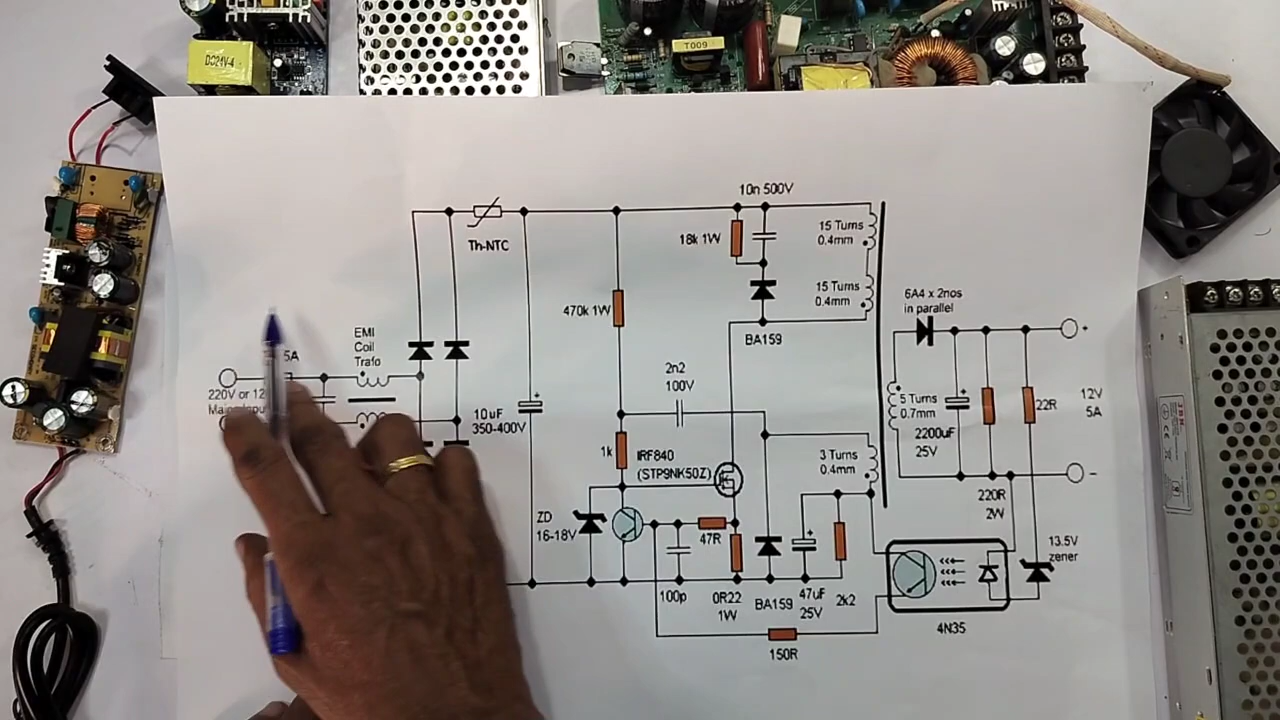 DC24V-4
T009
10n 500V
15 Turns
0.4mm
18k 1W
Th-NTC
15 Turns
0.4mm
6A4 x 2nos
in parallel
470k 1W
BA159
EMI
Coil
Trafo
5A
+
2n2
100V
220V or 12
Mains Input
5 Turns
0.7mm
22R
12V
5A
10uF
350-400V
2200uF
25V
1k
IRF840
(STP9NK50Z)
3 Turns
0.4mm
-
220R
2W
ZD
16-18V
47R
13.5V
zener
100p
0R22
1W
BA159
47uF
25V
2k2
4N35
150R